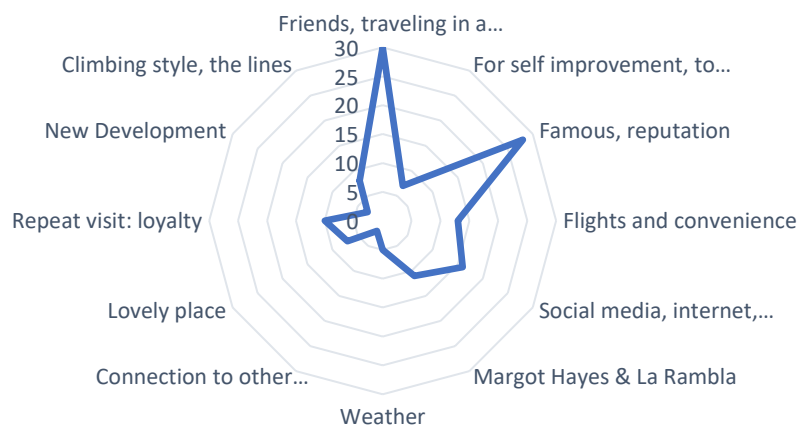 Friends, traveling in a…
30
25
20
15
10
5
0
For self improvement, to…
Famous, reputation
Flights and convenience
Social media, internet,…
Margot Hayes & La Rambla
Weather
Connection to other…
Lovely place
Repeat visit: loyalty
New Development
Climbing style, the lines